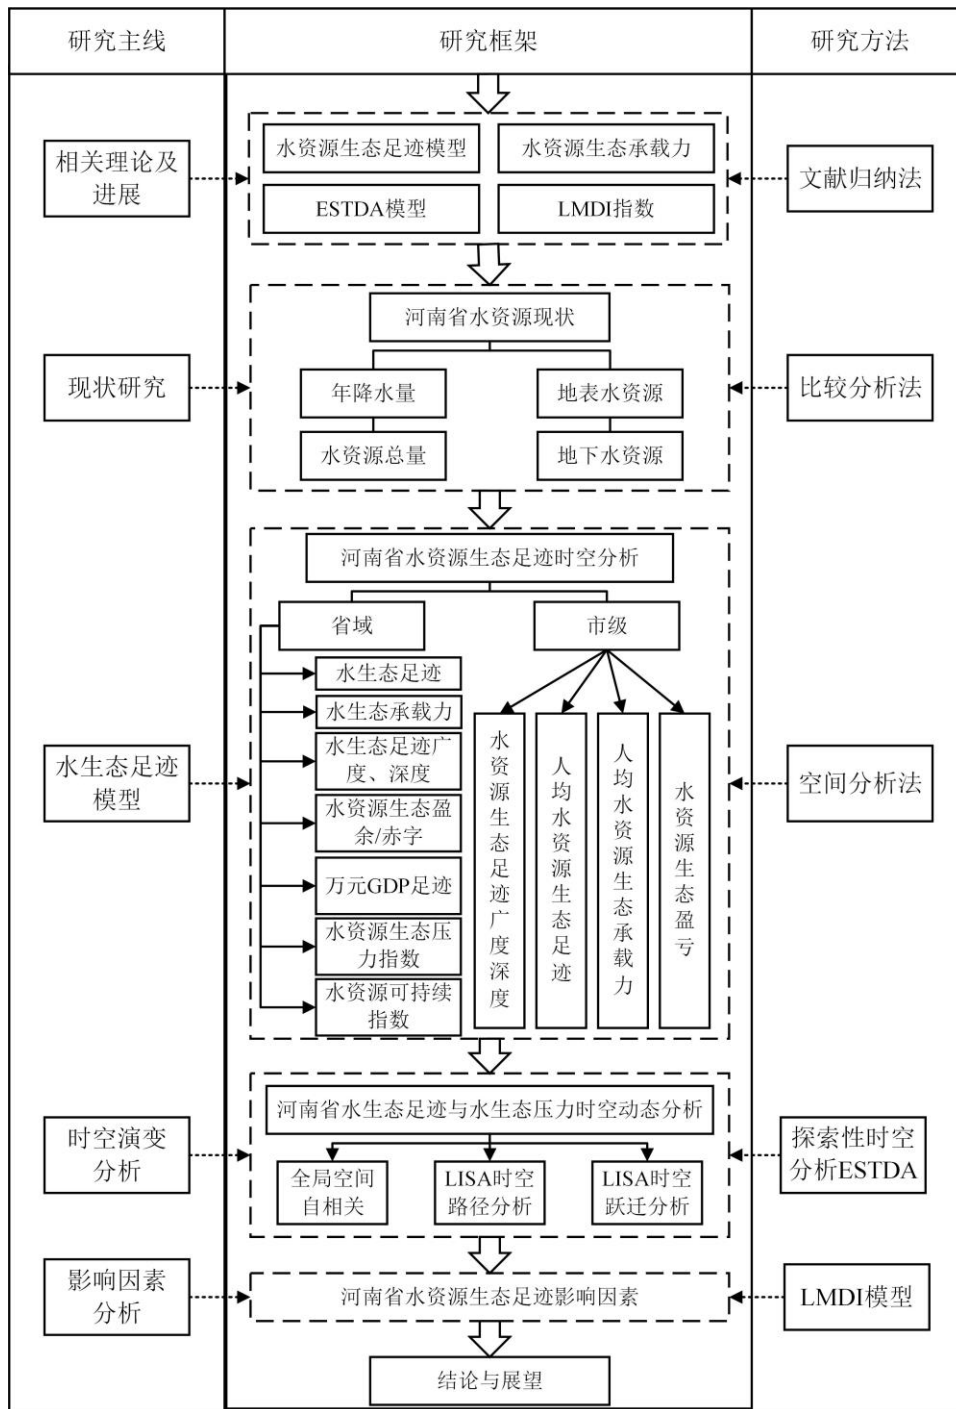 研究主线
研究框架
研究方法
相关理论及
进展
水资源生态足迹模型
水资源生态承载力
ESTDA模型
LMDI指数
文献归纳法
现状研究
河南省水资源现状
年降水量
地表水资源
水资源总量
地下水资源
比较分析法
水生态足迹
模型
河南省水资源生态足迹时空分析
省域
市级
水生态足迹
水生态承载力
水生态足迹广
度、深度
水资源生态盈
余/赤字
万元GDP足迹
水资源生态压
力指数
水资源可持续
指数
水资源生态足迹广度深度
人均水资源生态足迹
人均水资源生态承载力
水资源生态盈亏
空间分析法
时空演变
分析
河南省水生态足迹与水生态压力时空动态分析
全局空间
自相关
LISA时空
路径分析
LISA时空
跃迁分析
探索性时空
分析ESTDA
影响因素
分析
河南省水资源生态足迹影响因素
LMDI模型
结论与展望